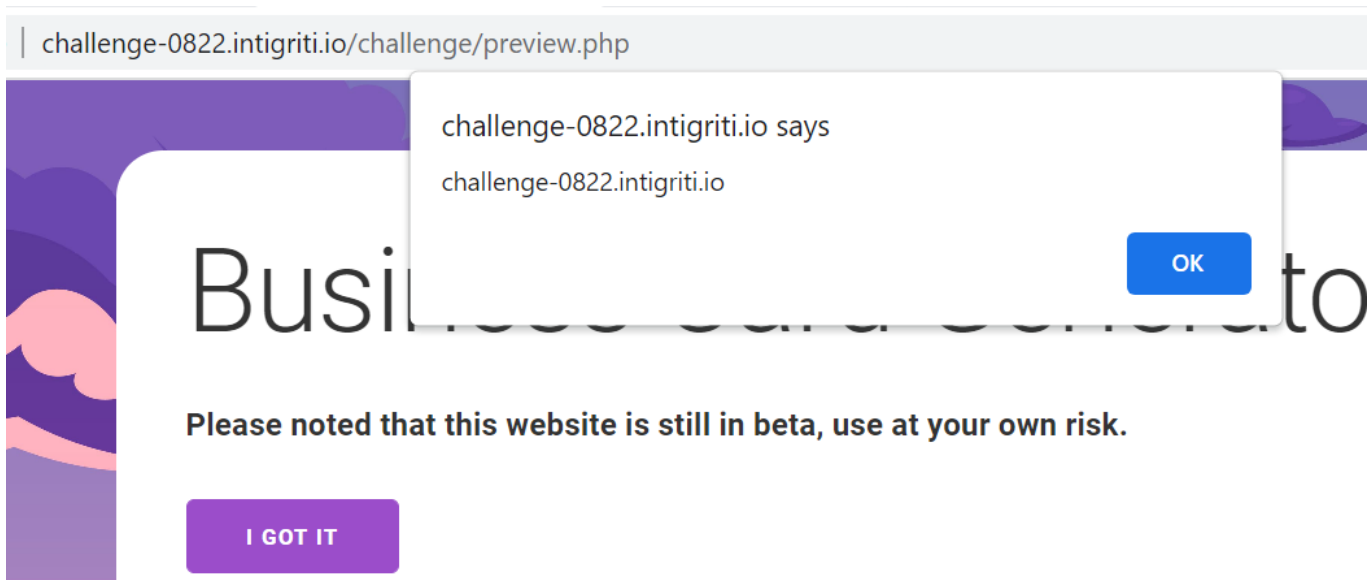 challenge-0822.intigriti.io/challenge/preview.php
challenge-0822.intigriti.io says
challenge-0822.intigriti.io
OK
Please noted that this website is still in beta, use at your own risk.
I GOT IT